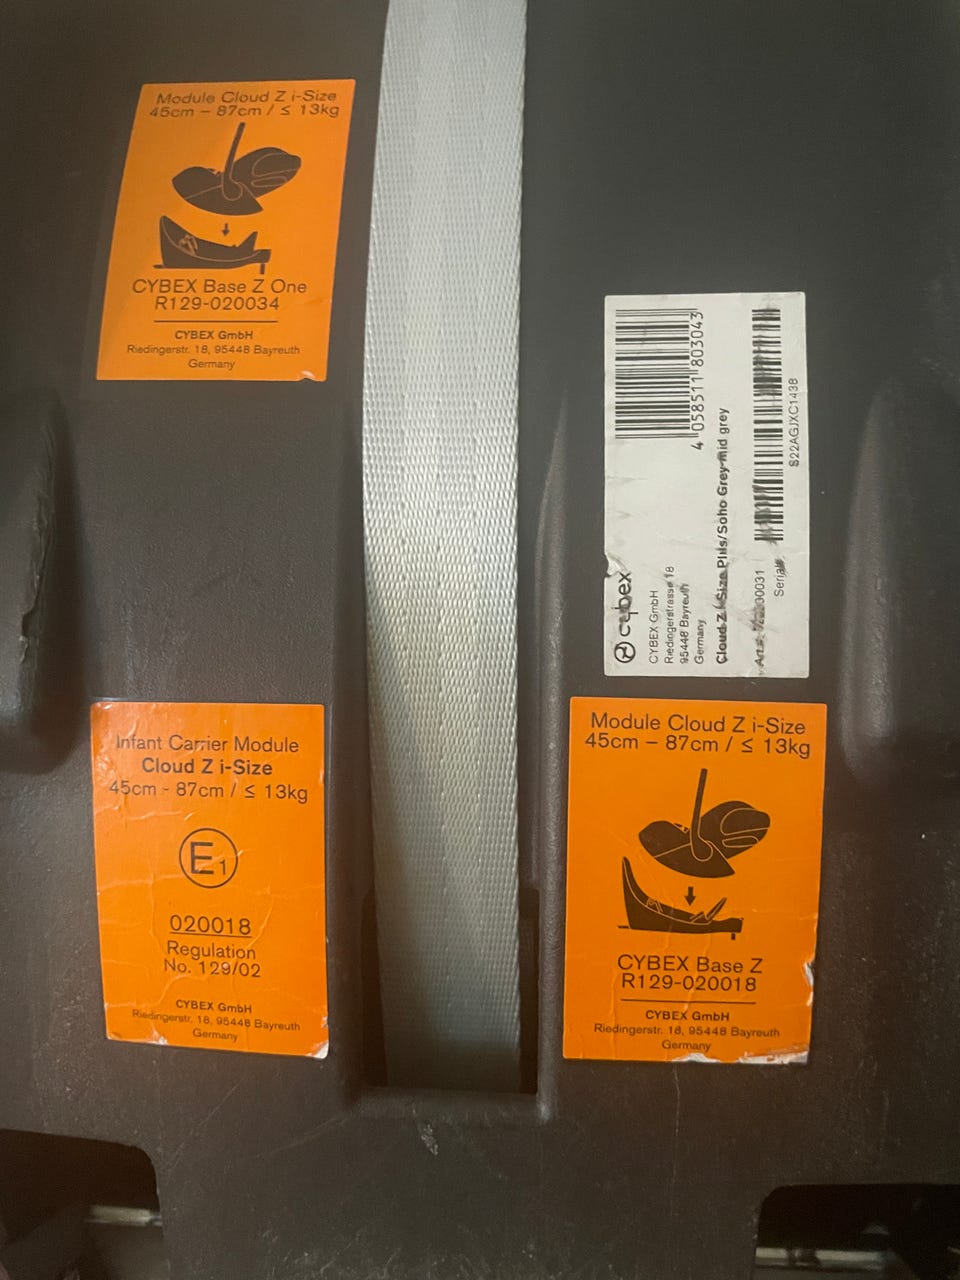 Module Cloud Z i-Size
45cm – 87cm / ≤ 13kg
CYBEX Base Z One
R129-020034
CYBEX GmbH
Riedingerstr. 18, 95448 Bayreuth
Germany
4 058511 803043
cybex
CYBEX GmbH
Riedingerstrasse 18
95448 Bayreuth
Germany
Cloud Z i-Size Plus/Soho Grey-mid grey
Serial#
S22AGJXC1438
Infant Carrier Module
Cloud Z i-Size
45cm - 87cm / ≤ 13kg
E1
020018
Regulation
No. 129/02
CYBEX GmbH
Riedingerstr. 18, 95448 Bayreuth
Germany
Module Cloud Z i-Size
45cm – 87cm / ≤ 13kg
CYBEX Base Z
R129-020018
CYBEX GmbH
Riedingerstr. 18, 95448 Bayreuth
Germany